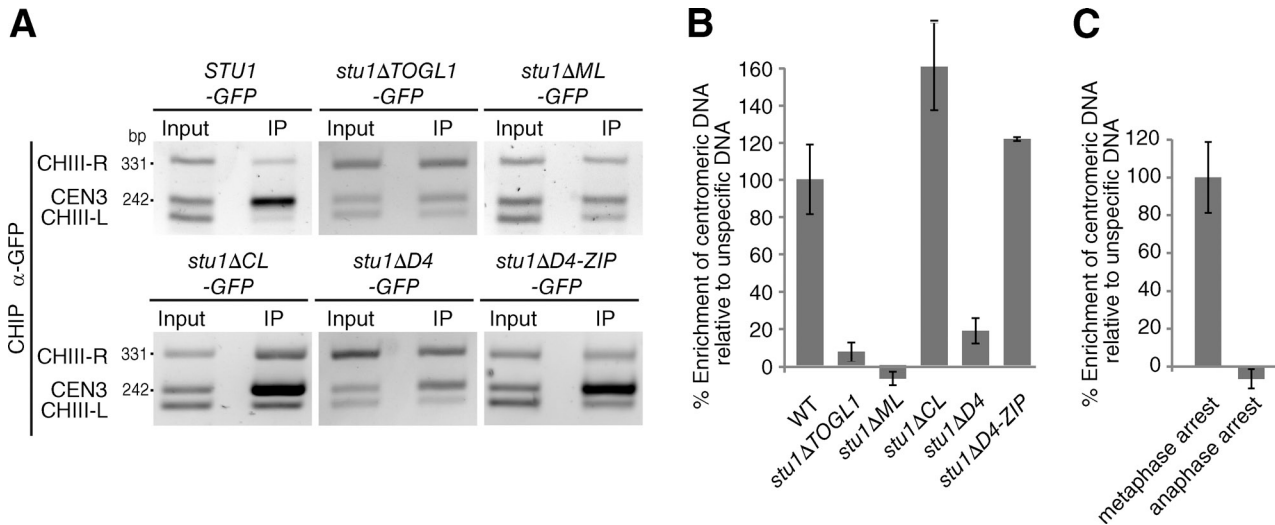 A
STU1 -GFP
stu1ΔTOGL1 -GFP
stu1ΔML -GFP
Input IP Input IP Input IP
bp
CHIII-R 331
CEN3 242
CHIII-L
stu1ΔCL -GFP
stu1ΔD4 -GFP
stu1ΔD4-ZIP -GFP
Input IP Input IP Input IP
CHIII-R 331
CEN3 242
CHIII-L
CHIP α-GFP
B
% Enrichment of centromeric DNA
relative to unspecific DNA
160
140
120
100
80
60
40
20
0
WT
stu1ΔTOGL1
stu1ΔML
stu1ΔCL
stu1ΔD4
stu1ΔD4-ZIP
C
% Enrichment of centromeric DNA
relative to unspecific DNA
120
100
80
60
40
20
0
metaphase arrest
anaphase arrest